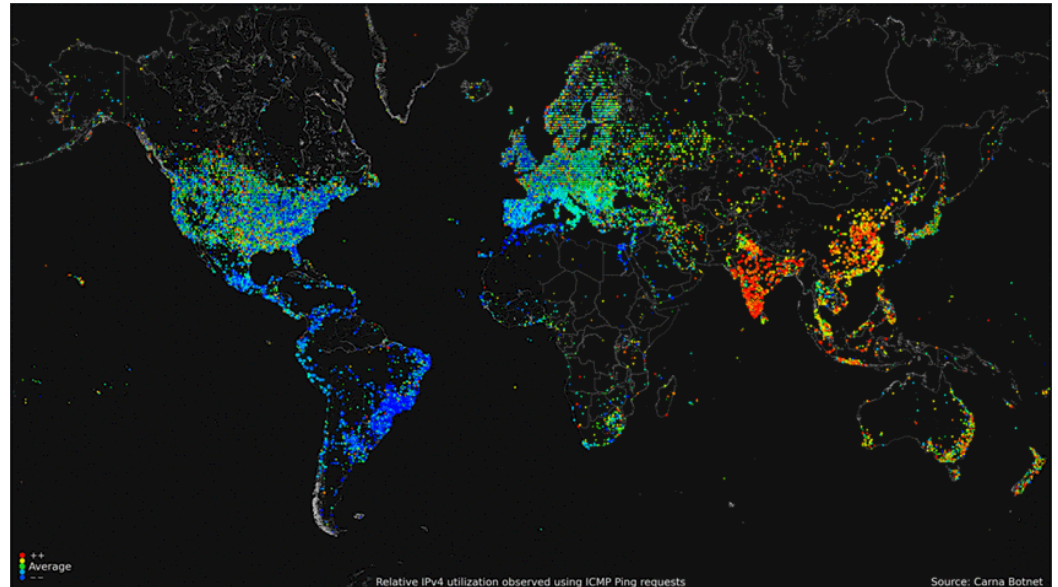 ++
Average
--
Relative IPv4 utilization observed using ICMP Ping requests
Source: Carna Botnet